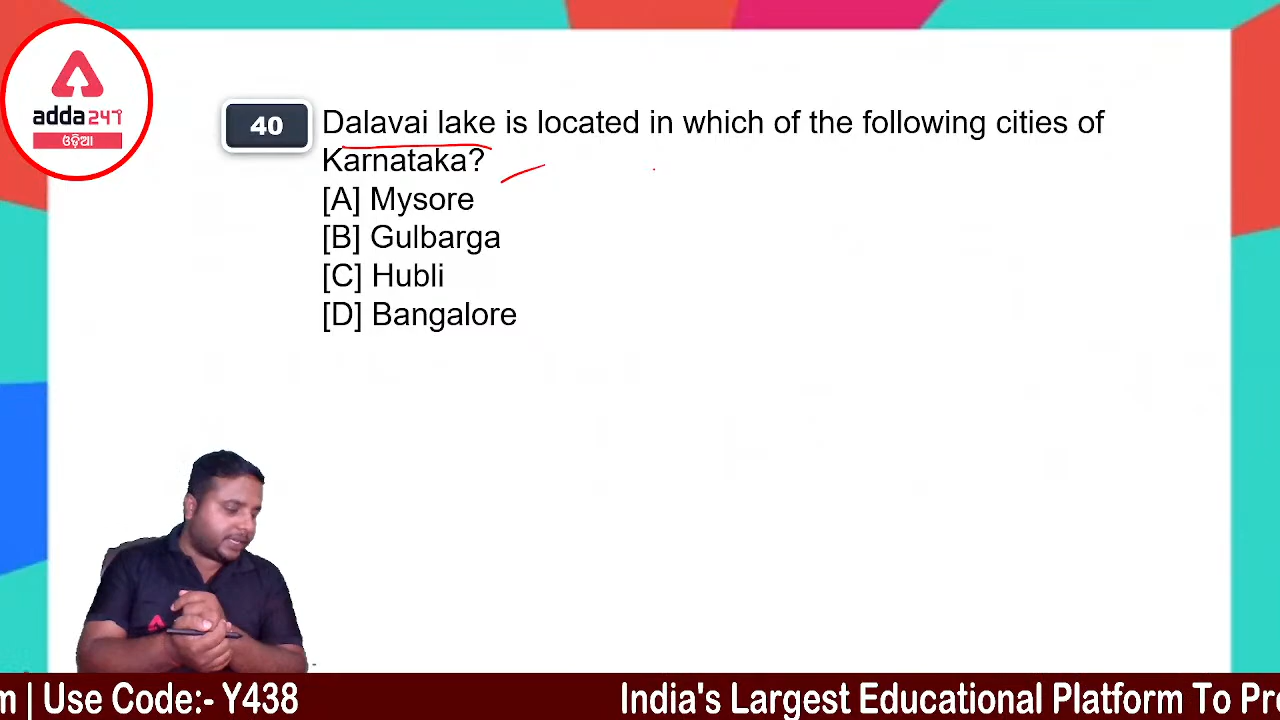 adda247
ଓଡ଼ିଆ
40
Dalavai lake is located in which of the following cities of
Karnataka?
[A] Mysore
[B] Gulbarga
[C] Hubli
[D] Bangalore
m | Use Code:- Y438
India's Largest Educational Platform To Pre